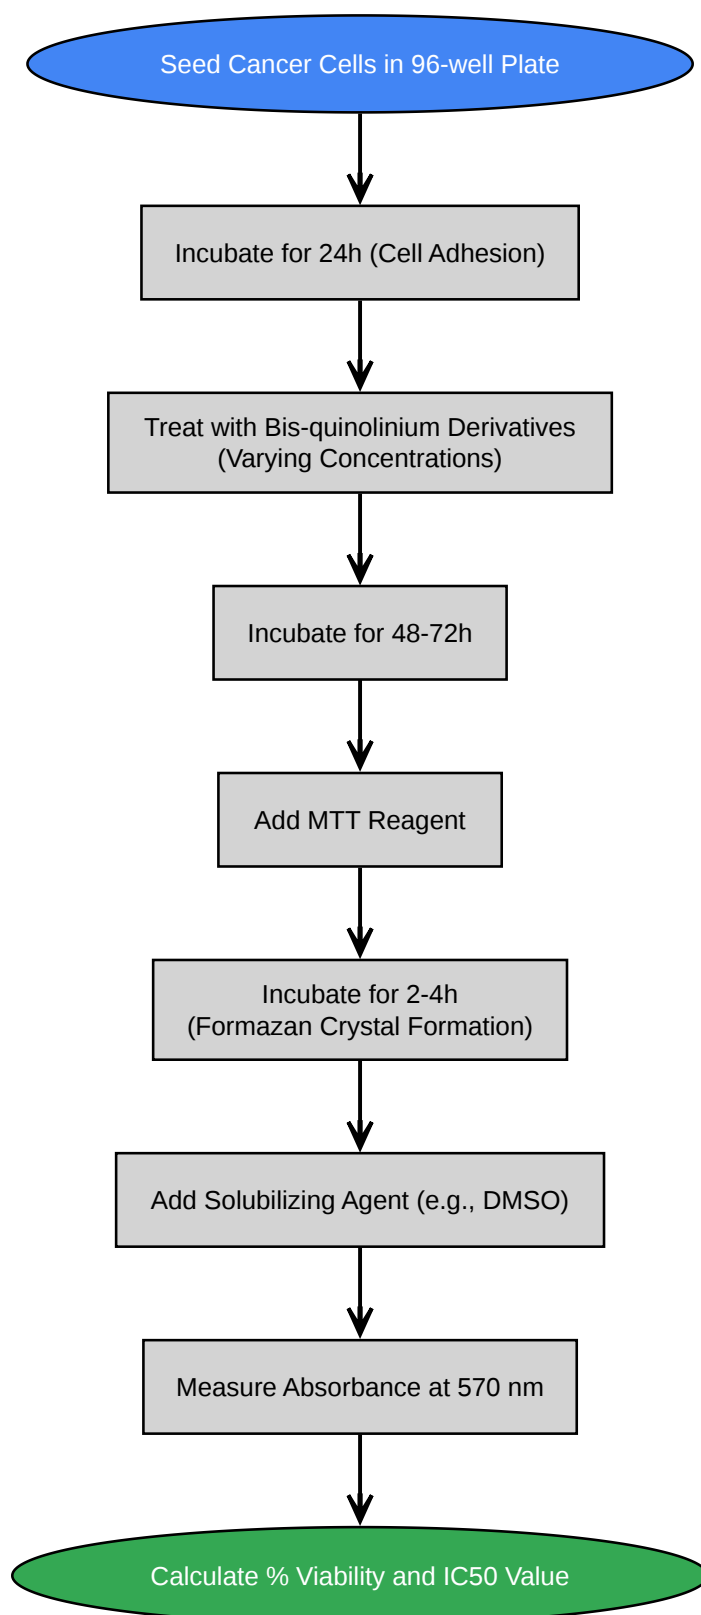 Seed Cancer Cells in 96-well Plate
Incubate for 24h (Cell Adhesion)
Treat with Bis-quinolinium Derivatives
(Varying Concentrations)
Incubate for 48-72h
Add MTT Reagent
Incubate for 2-4h
(Formazan Crystal Formation)
Add Solubilizing Agent (e.g., DMSO)
Measure Absorbance at 570 nm
Calculate % Viability and IC50 Value